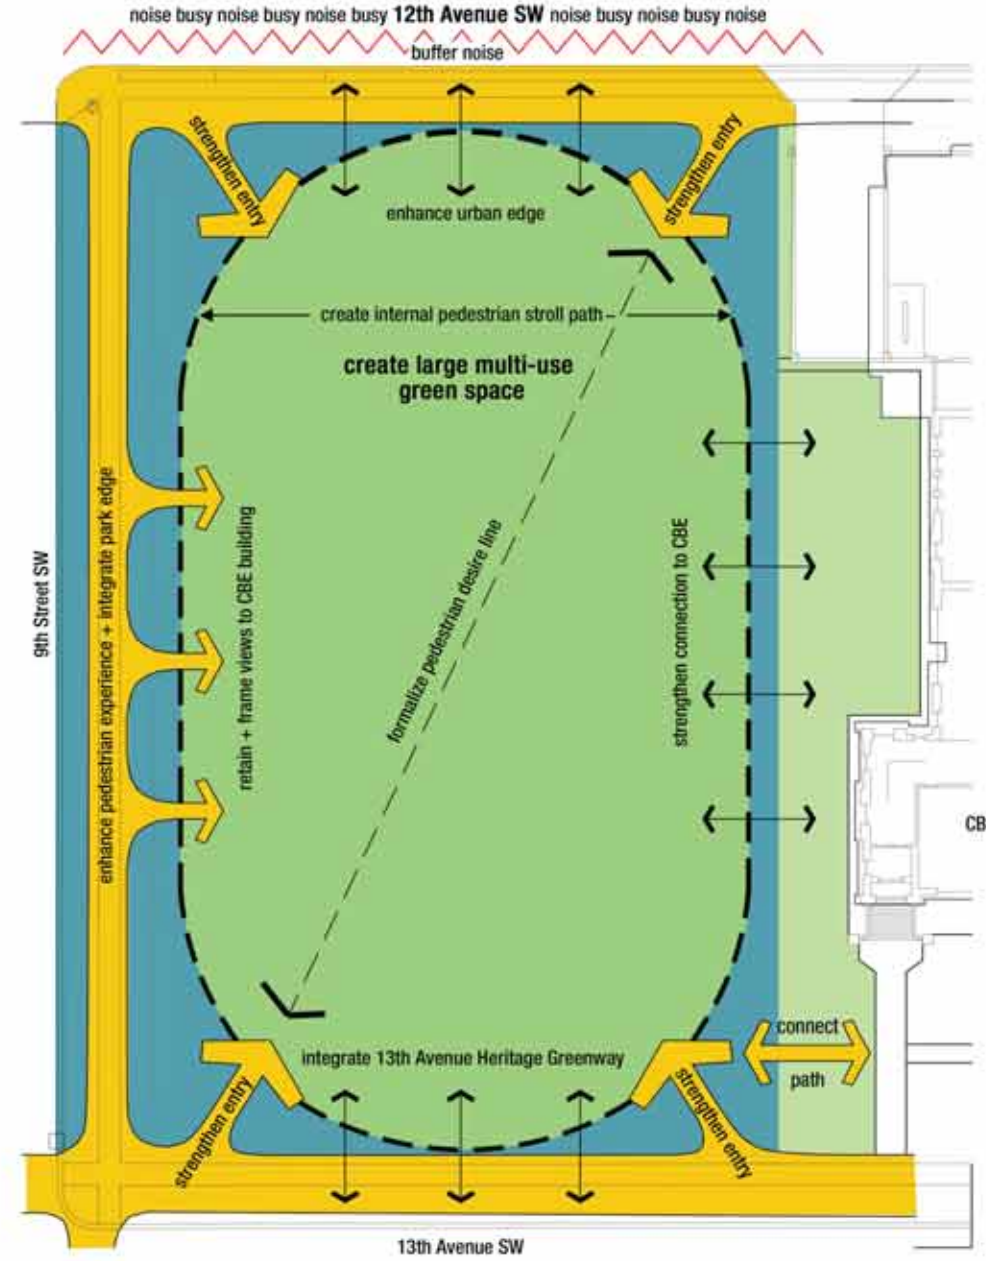 noise busy noise busy noise busy 12th Avenue SW noise busy noise busy noise
buffer noise
strengthen entry
strengthen entry
enhance urban edge
create internal pedestrian stroll path
create large multi-use
green space
9th Street SW
enhance pedestrian experience + integrate park edge
retain + frame views to CBE building
formalize pedestrian desire line
strengthen connection to CBE
CB
connect
path
integrate 13th Avenue Heritage Greenway
strengthen entry
strengthen entry
13th Avenue SW